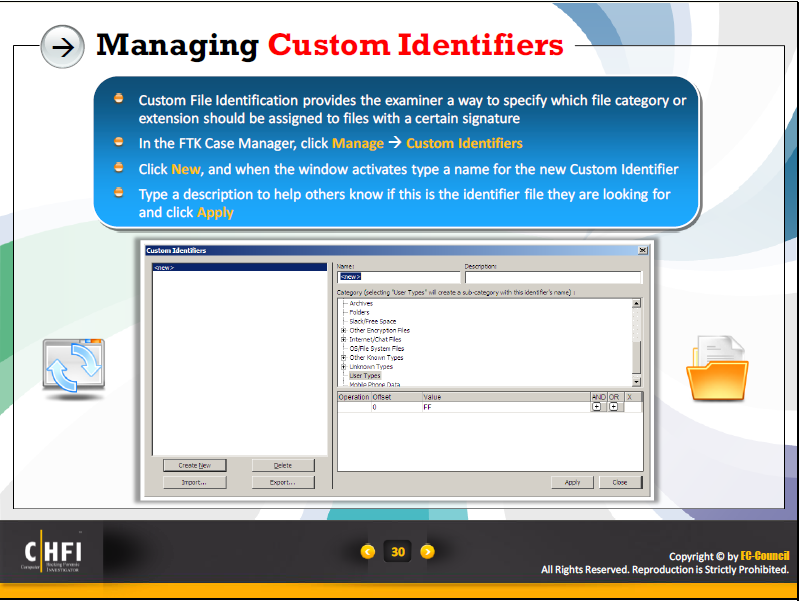 Managing Custom Identifiers
Custom File Identification provides the examiner a way to specify which file category or
extension should be assigned to files with a certain signature
In the FTK Case Manager, click Manage → Custom Identifiers
Click New, and when the window activates type a name for the new Custom Identifier
Type a description to help others know if this is the identifier file they are looking for
and click Apply
Custom Identifiers
<new>
Name:
Description:
<new>
Category (selecting "User Types" will create a sub-category with this identifier's name) :
Archives
Folders
Slack/Free Space
Other Encryption Files
Internet/Chat Files
OS/File System Files
Other Known Types
Unknown Types
User Types
Mobile Phone Data
Operation Offset Value AND OR X
0 FF
Create New Delete
Import... Export...
Apply Close
CHFI
Computer Hacking Forensic
INVESTIGATOR
30
Copyright © by EC-Council
All Rights Reserved. Reproduction is Strictly Prohibited.